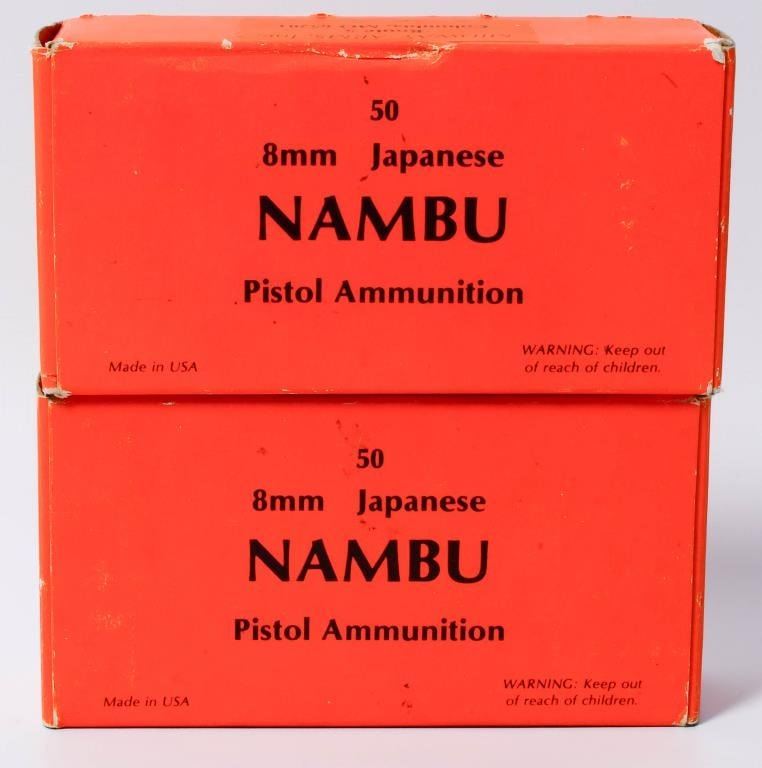 50
8mm Japanese
NAMBU
Pistol Ammunition
Made in USA
WARNING: Keep out
of reach of children.
50
8mm Japanese
NAMBU
Pistol Ammunition
Made in USA
WARNING: Keep out
of reach of children.